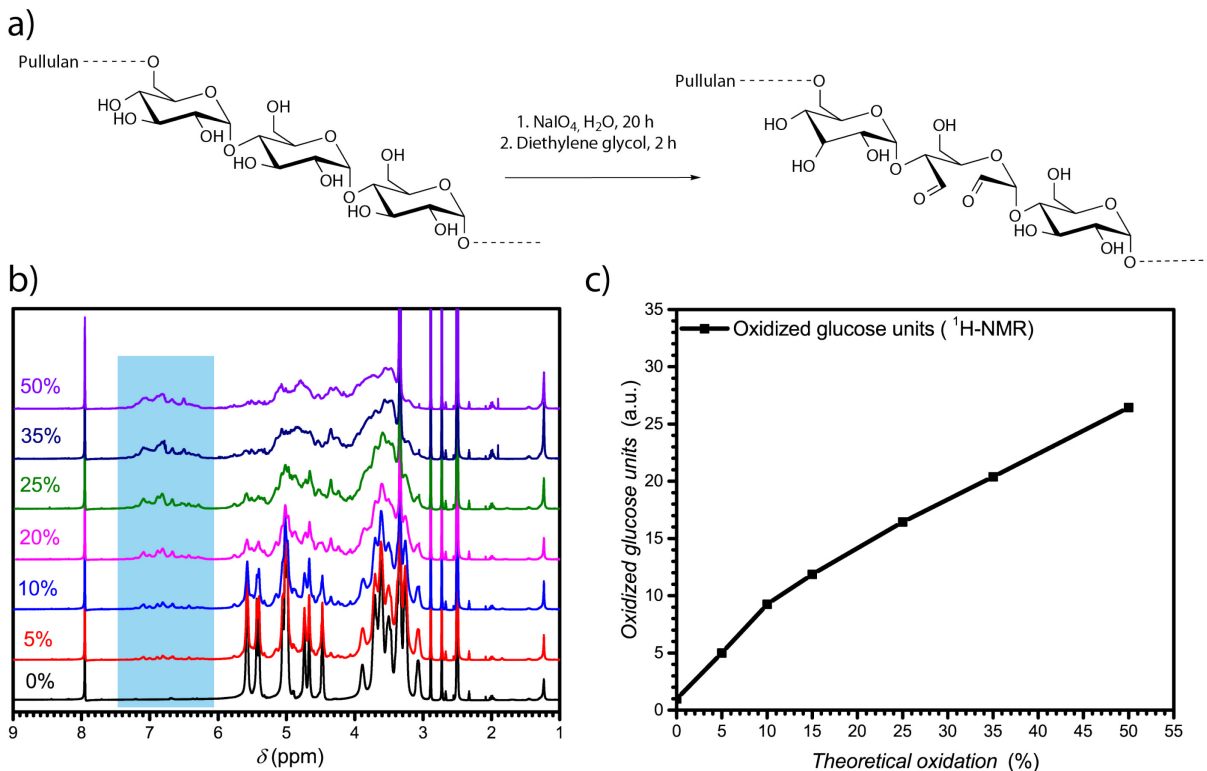 a)
Pullulan
O
O
HO
HO
HO
O
OH
O
HO
HO
OH
O
OH
O
HO
HO
OH
O
1. NaIO₄, H₂O, 20 h
2. Diethylene glycol, 2 h
Pullulan
O
O
HO
HO
HO
O
OH
O
O
O
OH
O
OH
O
HO
HO
OH
O
b)
50%
35%
25%
20%
10%
5%
0%
9 8 7 6 5 4 3 2 1
δ (ppm)
c)
Oxidized glucose units ( ¹H-NMR)
Oxidized glucose units (a.u.)
35
30
25
20
15
10
5
0
0 5 10 15 20 25 30 35 40 45 50 55
Theoretical oxidation (%)